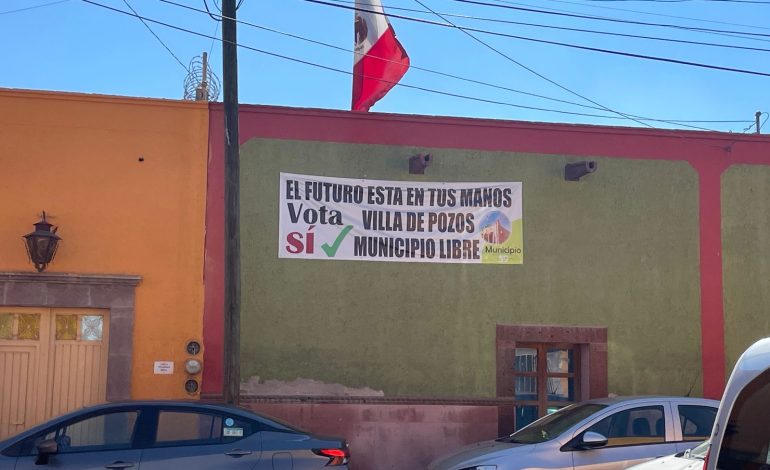 EL FUTURO ESTA EN TUS MANOS
Vota VILLA DE POZOS
SÍ MUNICIPIO LIBRE
Municipio